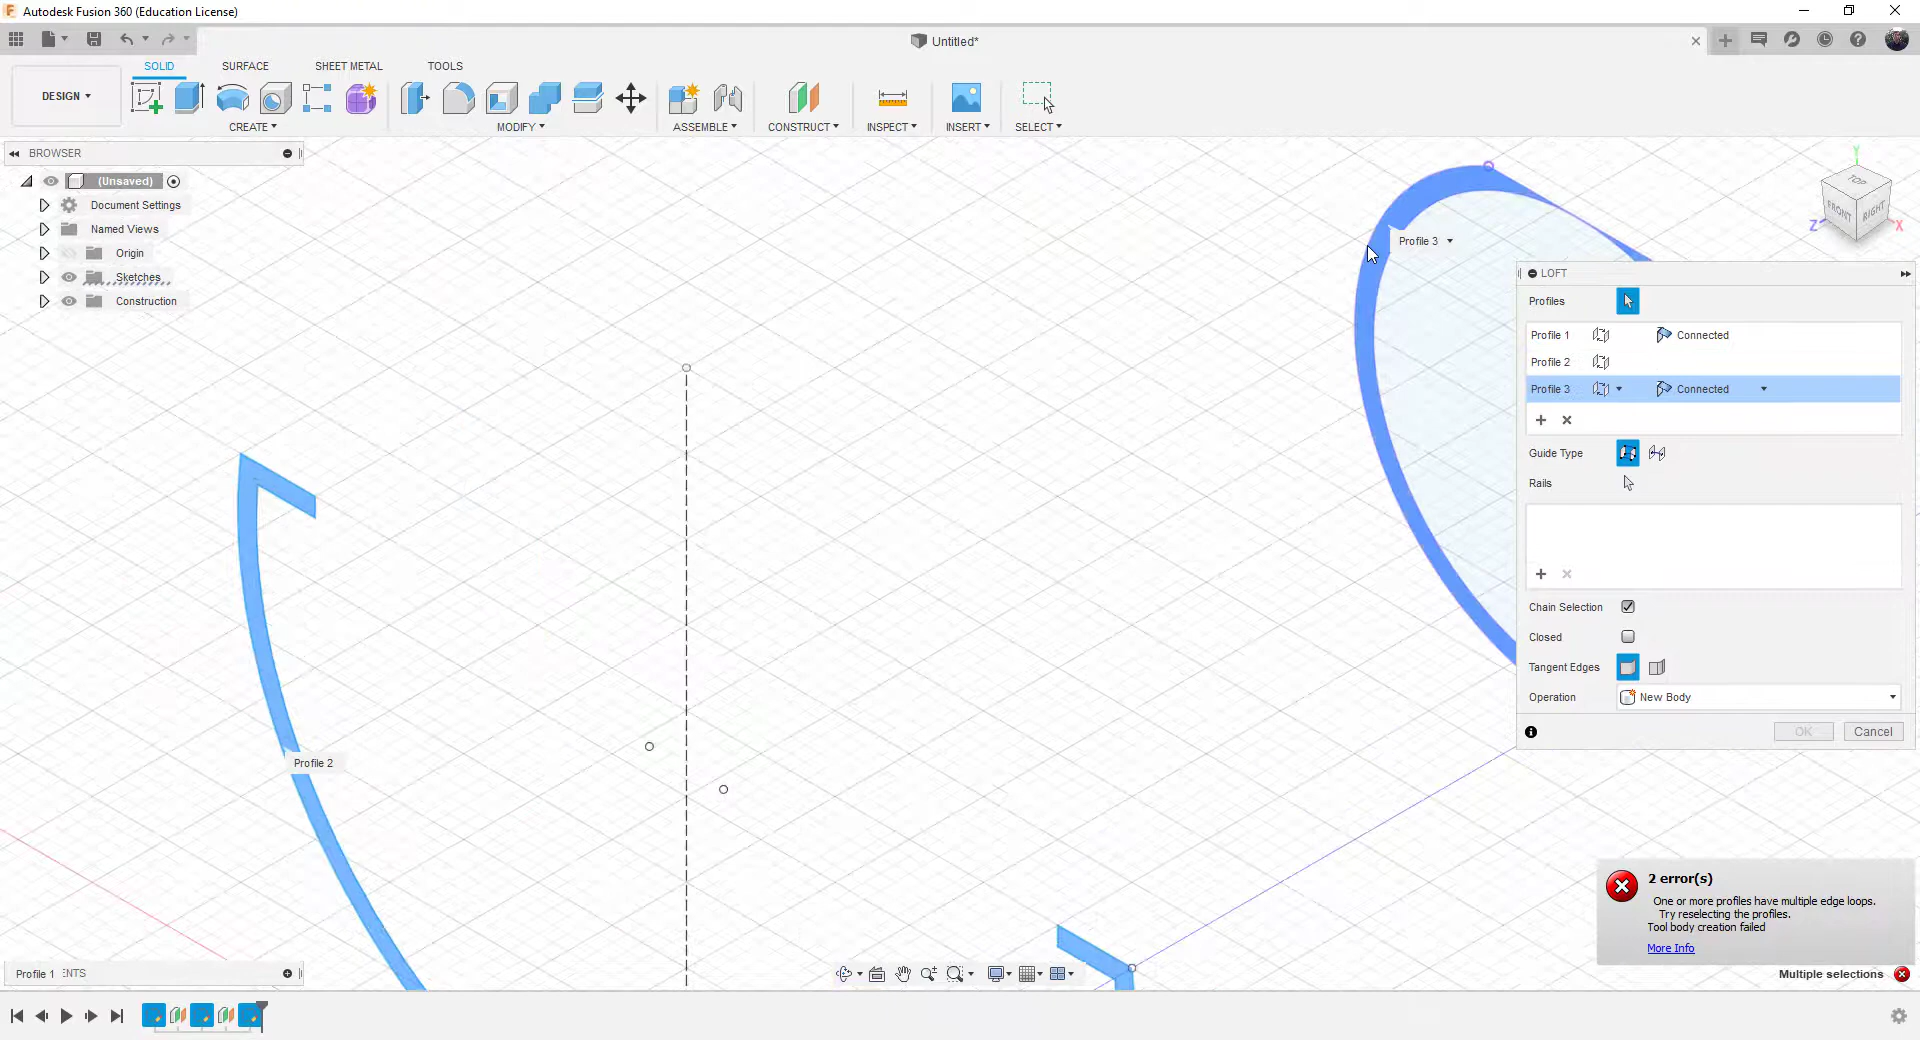 Autodesk Fusion 360 (Education License)
Untitled*
SOLID SURFACE SHEET METAL TOOLS
DESIGN
CREATE MODIFY ASSEMBLE CONSTRUCT INSPECT INSERT SELECT
BROWSER
(Unsaved)
Document Settings
Named Views
Origin
Sketches
Construction
Y
TOP
FRONT RIGHT
Z X
Profile 3
LOFT
Profiles
Profile 1 Connected
Profile 2
Profile 3 Connected
Guide Type
Rails
Chain Selection
Closed
Tangent Edges
Operation New Body
OK Cancel
Profile 2
2 error(s)
One or more profiles have multiple edge loops.
Try reselecting the profiles.
Tool body creation failed
More Info
Profile 1 ENTS
Multiple selections